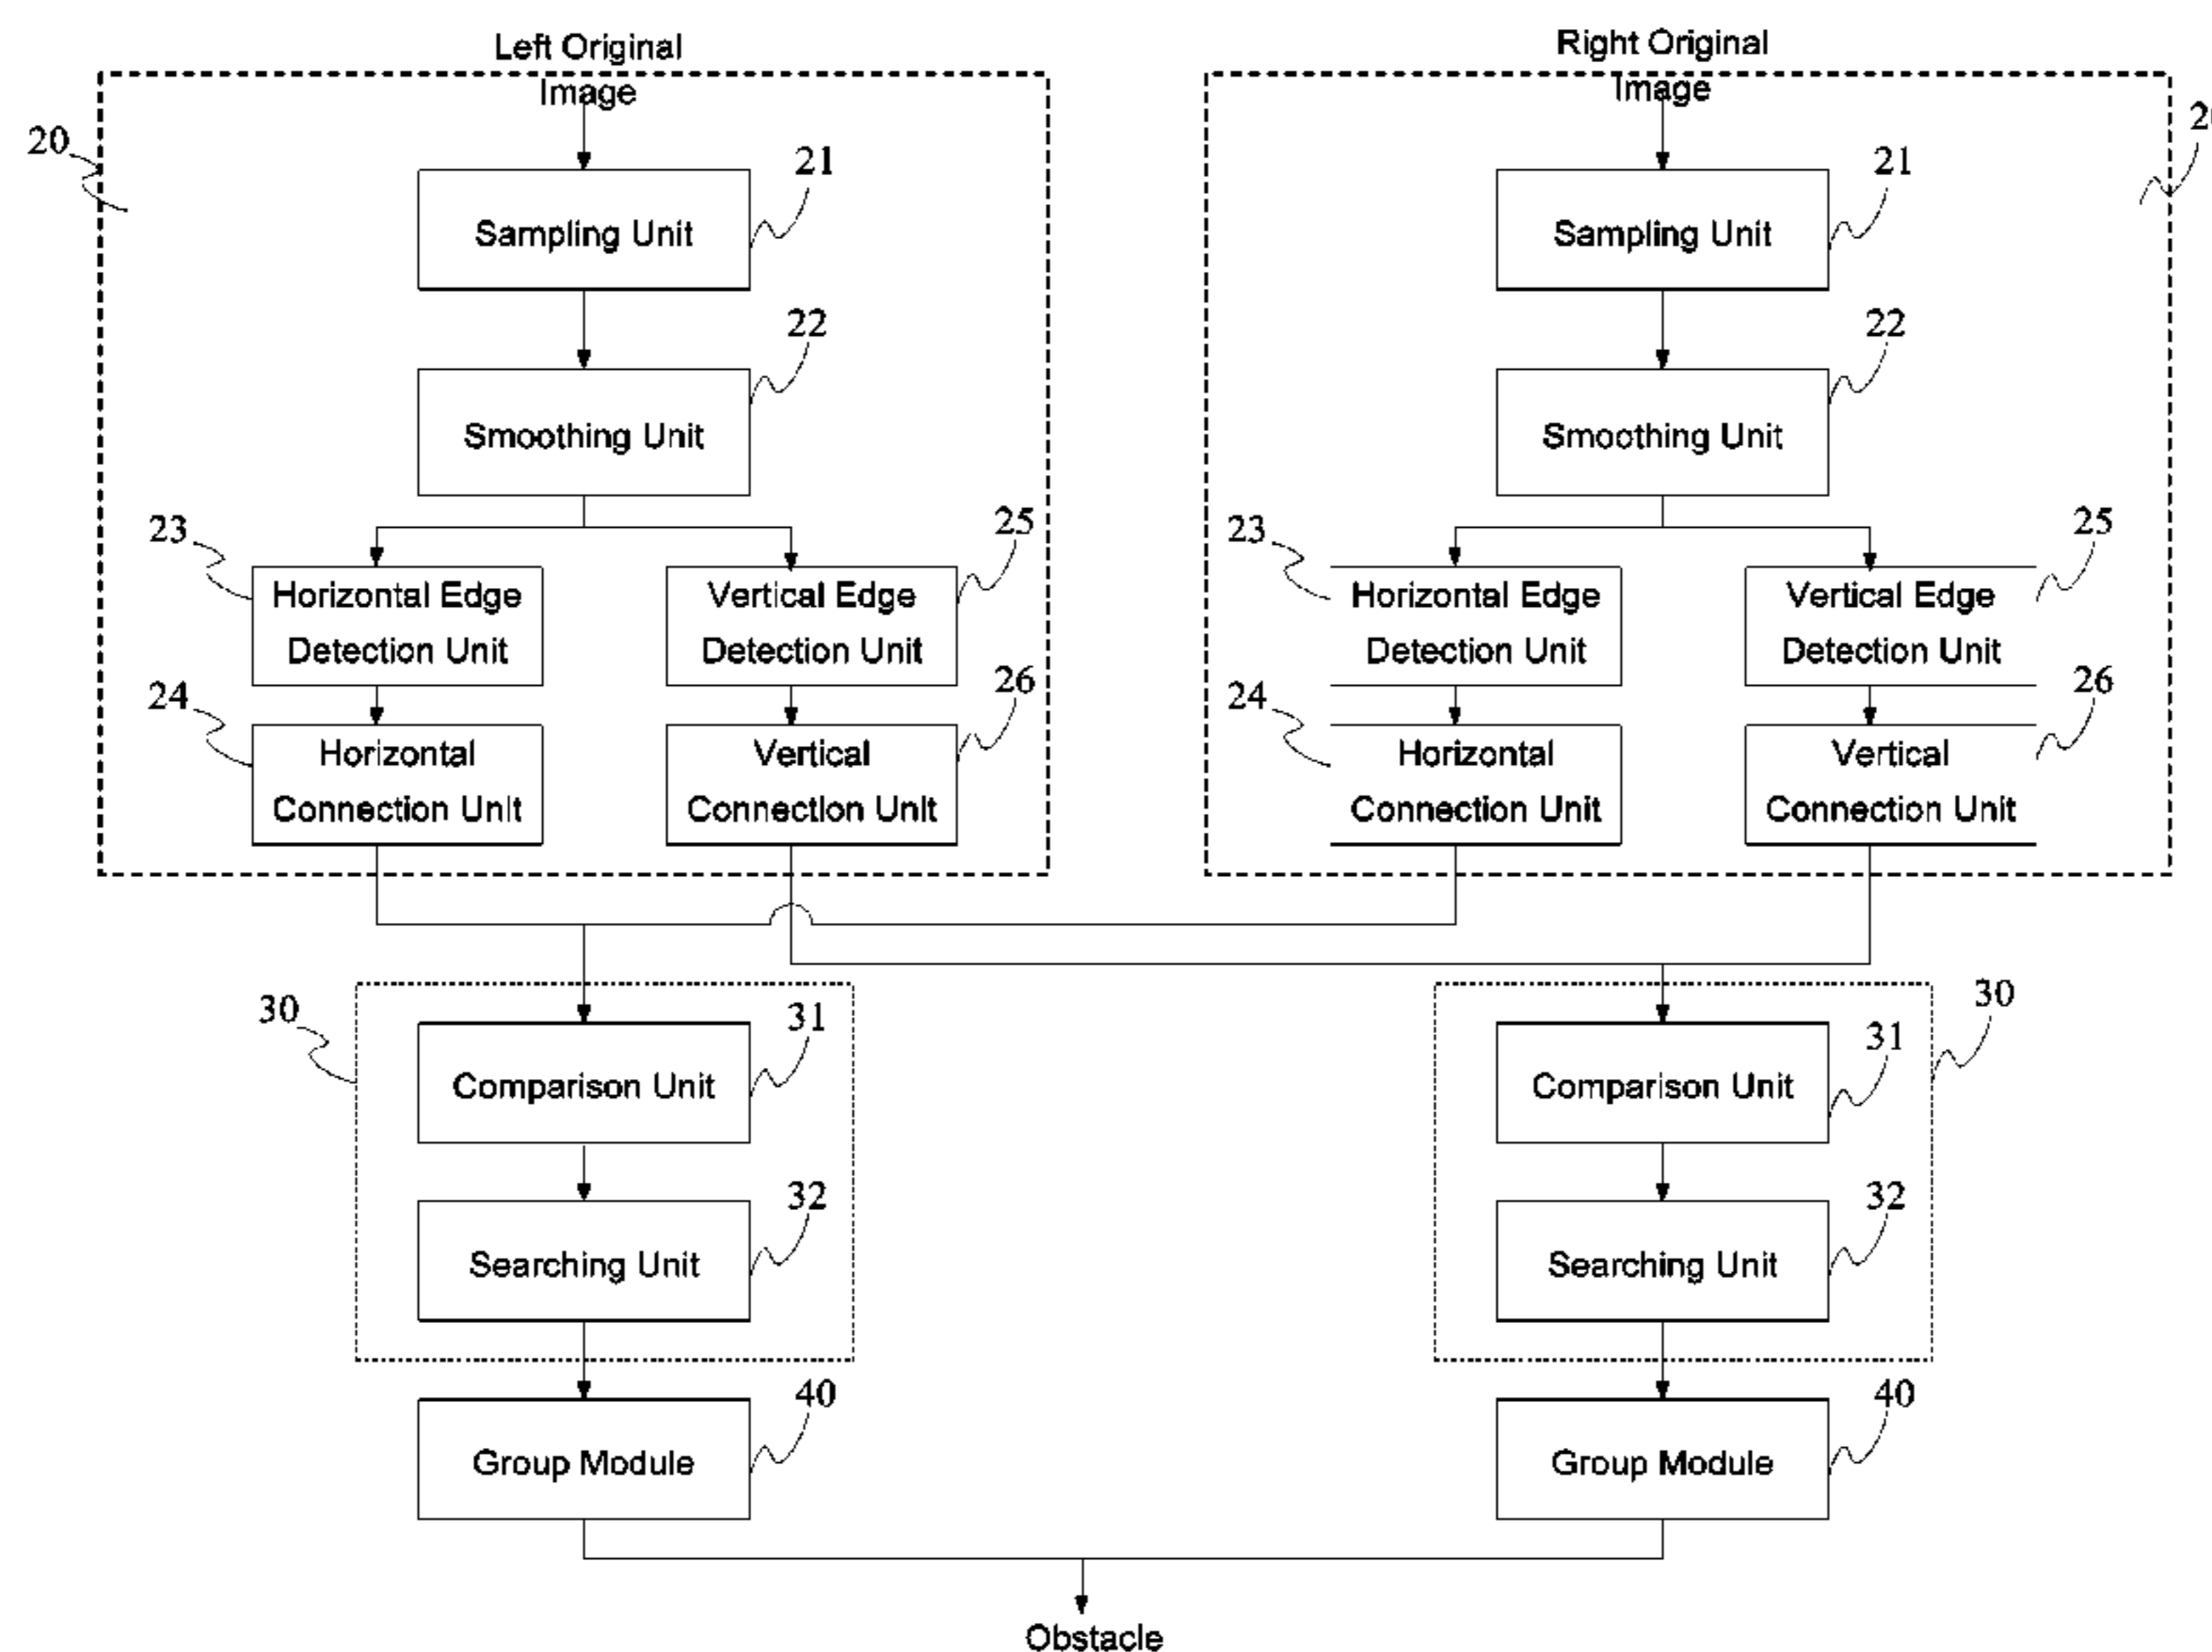 Left Original
Image
Right Original
Image
20
2
21
Sampling Unit
21
Sampling Unit
22
Smoothing Unit
22
Smoothing Unit
23
25
23
25
Horizontal Edge
Detection Unit
Vertical Edge
Detection Unit
Horizontal Edge
Detection Unit
Vertical Edge
Detection Unit
24
26
24
26
Horizontal
Connection Unit
Vertical
Connection Unit
Horizontal
Connection Unit
Vertical
Connection Unit
30
31
Comparison Unit
30
31
Comparison Unit
32
Searching Unit
32
Searching Unit
40
Group Module
40
Group Module
Obstacle